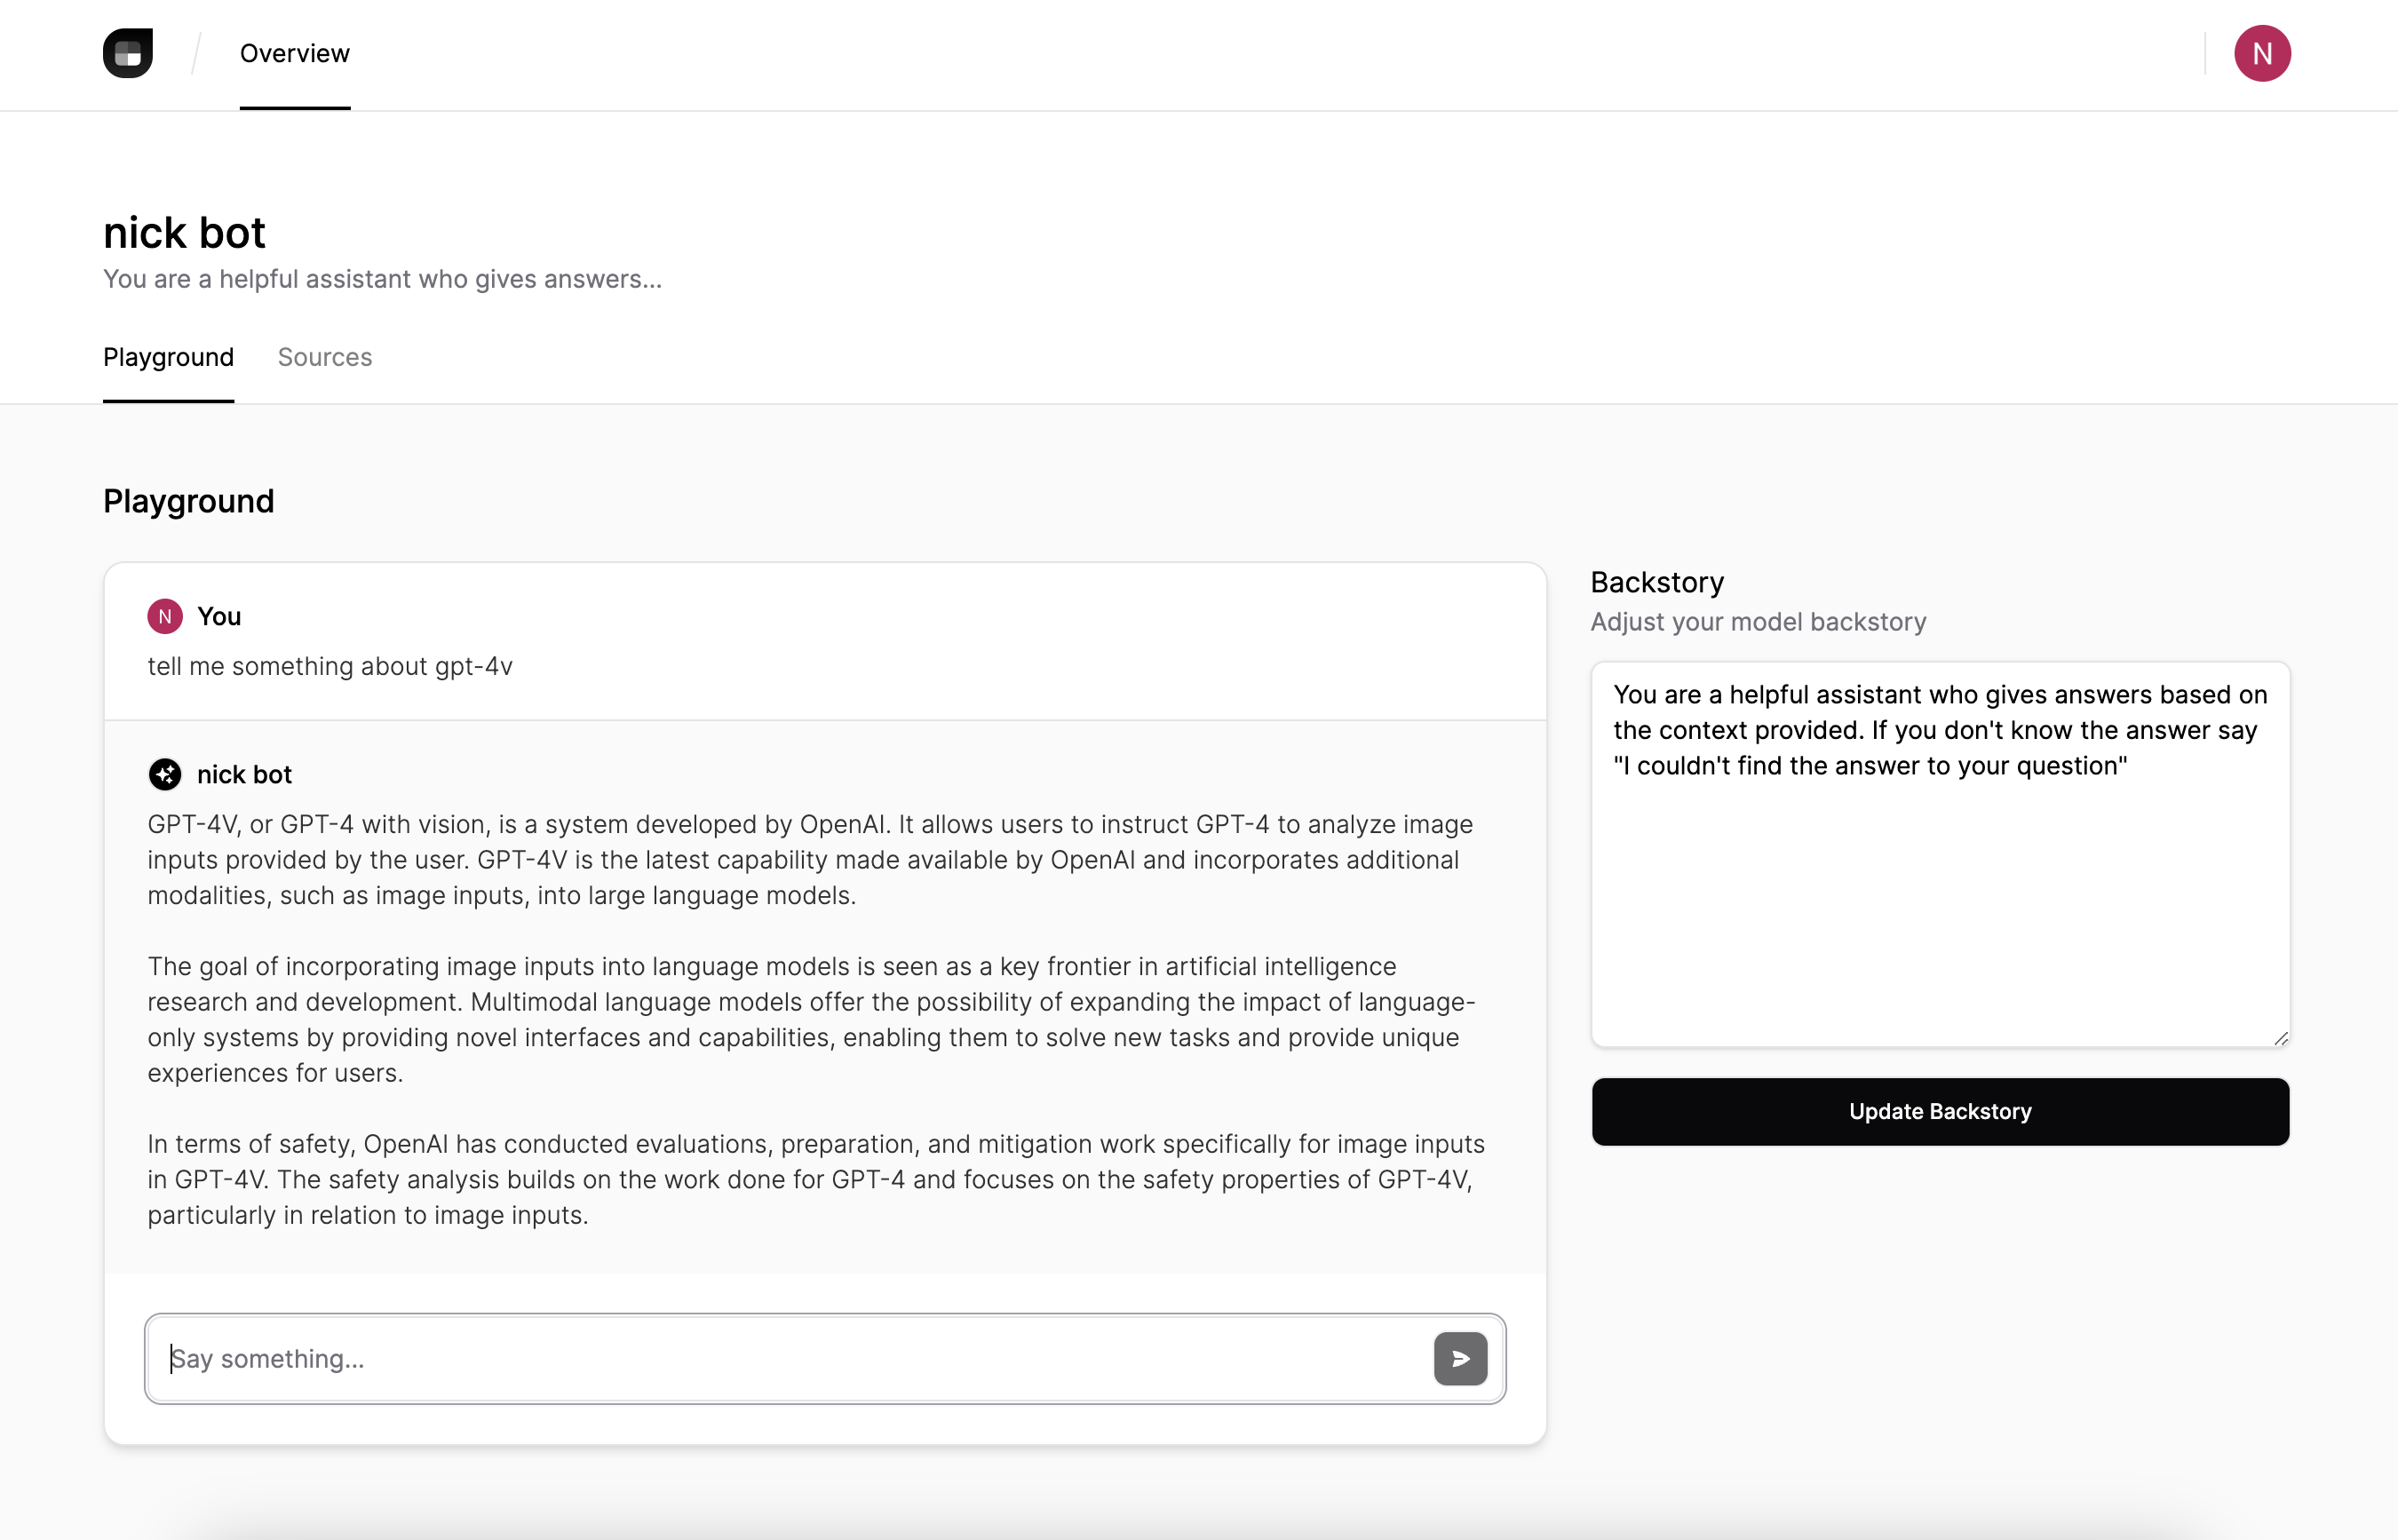 Overview
N
nick bot
You are a helpful assistant who gives answers...
Playground
Sources
Playground
N
You
tell me something about gpt-4v
nick bot
GPT-4V, or GPT-4 with vision, is a system developed by OpenAI. It allows users to instruct GPT-4 to analyze image
inputs provided by the user. GPT-4V is the latest capability made available by OpenAI and incorporates additional
modalities, such as image inputs, into large language models.
The goal of incorporating image inputs into language models is seen as a key frontier in artificial intelligence
research and development. Multimodal language models offer the possibility of expanding the impact of language-
only systems by providing novel interfaces and capabilities, enabling them to solve new tasks and provide unique
experiences for users.
In terms of safety, OpenAI has conducted evaluations, preparation, and mitigation work specifically for image inputs
in GPT-4V. The safety analysis builds on the work done for GPT-4 and focuses on the safety properties of GPT-4V,
particularly in relation to image inputs.
Say something...
Backstory
Adjust your model backstory
You are a helpful assistant who gives answers based on
the context provided. If you don't know the answer say
"I couldn't find the answer to your question"
Update Backstory